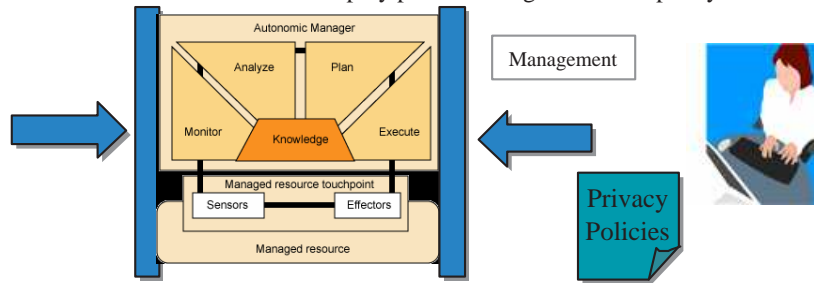 Autonomic Manager
Analyze
Plan
Management
Monitor
Knowledge
Execute
Managed resource touchpoint
Sensors
Effectors
Privacy
Policies
Managed resource